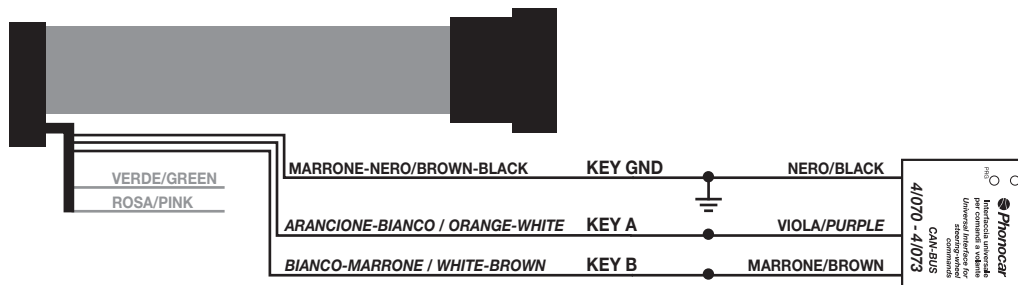 MARRONE-NERO/BROWN-BLACK KEY GND NERO/BLACK
VERDE/GREEN
ROSA/PINK
ARANCIONE-BIANCO / ORANGE-WHITE KEY A VIOLA/PURPLE
BIANCO-MARRONE / WHITE-BROWN KEY B MARRONE/BROWN
PRG
Phonocar
Interfaccia universale
per comandi a volante
Universal Interface for
steering-wheel
commands
CAN-BUS
4/070 - 4/073